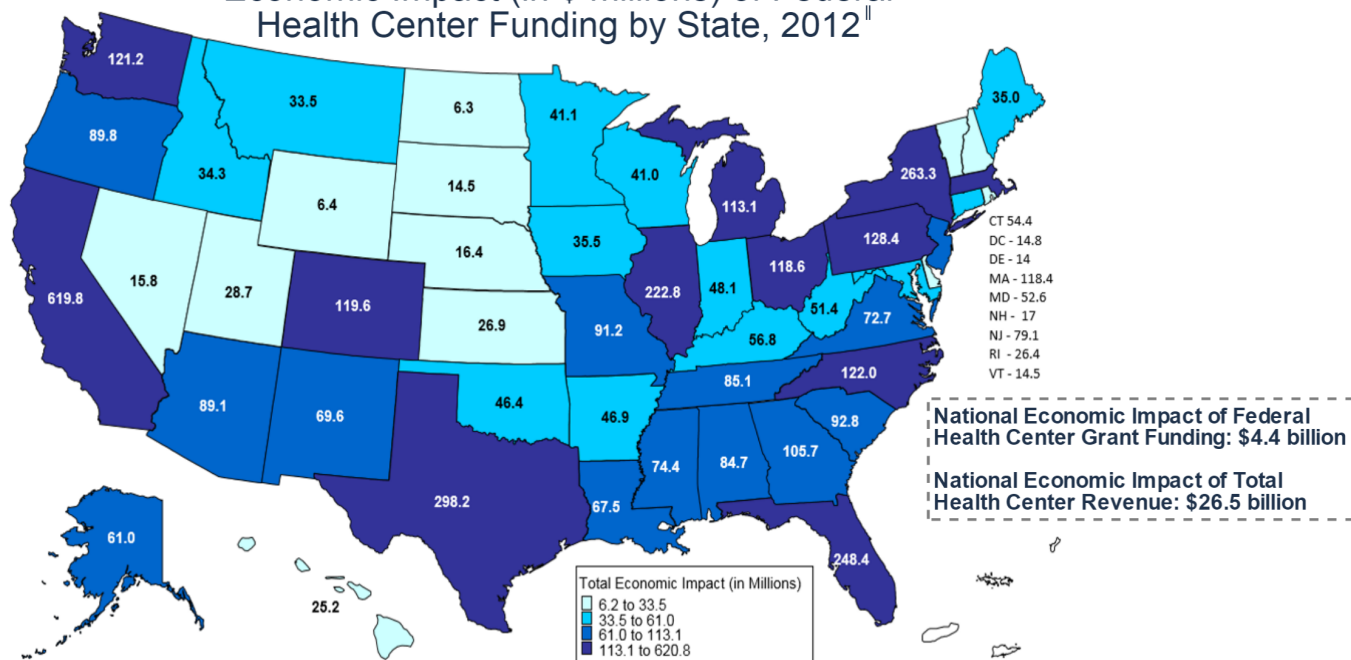 Economic Impact (in $ Millions) of Federal
Health Center Funding by State, 2012||
121.2
33.5
6.3
41.1
35.0
89.8
34.3
14.5
41.0
263.3
6.4
113.1
CT 54.4
16.4
35.5
128.4
DC - 14.8
DE - 14
118.6
MA - 118.4
15.8
28.7
48.1
MD - 52.6
619.8
222.8
51.4
NH - 17
119.6
72.7
NJ - 79.1
26.9
91.2
56.8
RI - 26.4
VT - 14.5
122.0
85.1
46.4
89.1
69.6
46.9
92.8
National Economic Impact of Federal
Health Center Grant Funding: $4.4 billion
105.7
74.4
84.7
National Economic Impact of Total
Health Center Revenue: $26.5 billion
298.2
67.5
61.0
248.4
25.2
Total Economic Impact (in Millions)
6.2 to 33.5
33.5 to 61.0
61.0 to 113.1
113.1 to 620.8